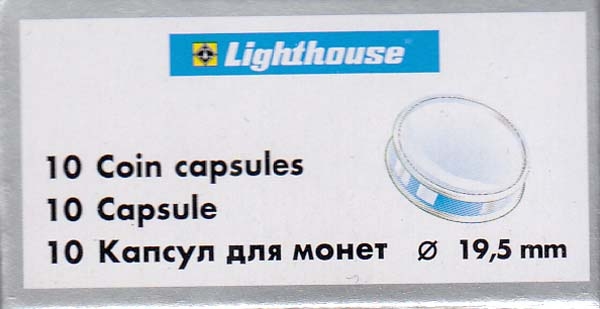 Lighthouse
10 Coin capsules
10 Capsule
10 Капсул для монет ø 19,5 mm